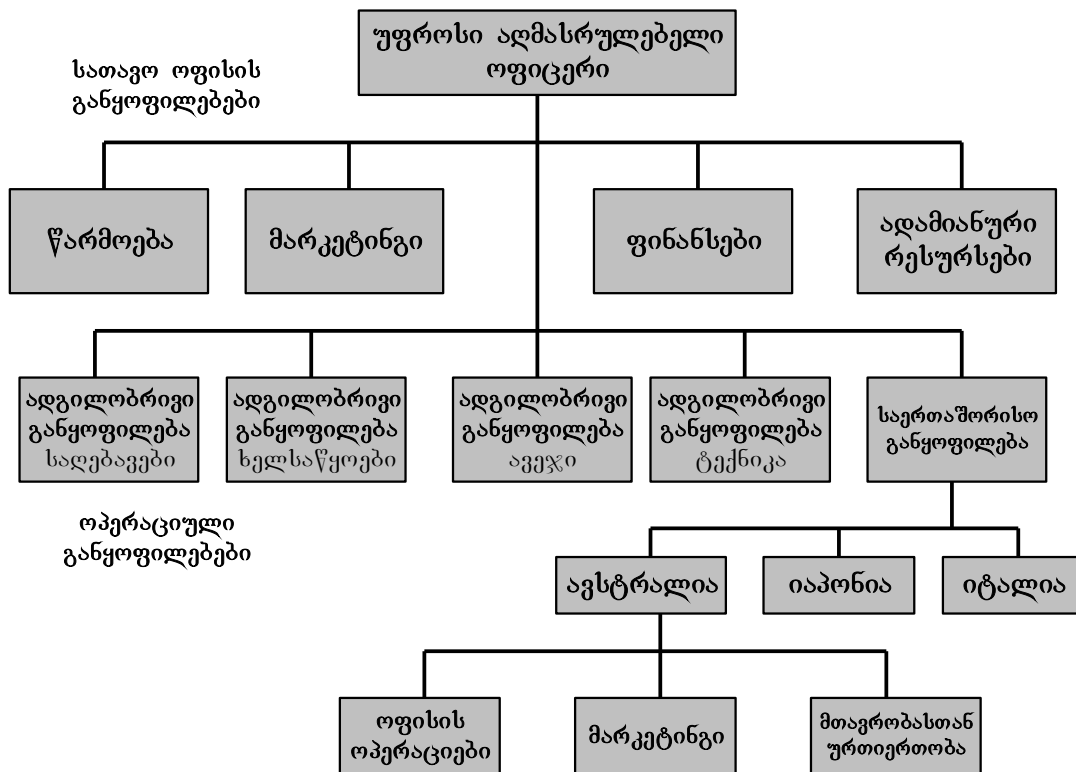 უფროსი აღმასრულებელი
ოფიცერი
სათავო ოფისის
განყოფილებები
წარმოება
მარკეტინგი
ფინანსები
ადამიანური
რესურსები
ადგილობრივი
განყოფილება
საღებავები
ადგილობრივი
განყოფილება
ხელსაწყოები
ადგილობრივი
განყოფილება
ავეჯი
ადგილობრივი
განყოფილება
ტექნიკა
საერთაშორისო
განყოფილება
ოპერაციული
განყოფილებები
ავსტრალია
იაპონია
იტალია
ოფისის
ოპერაციები
მარკეტინგი
მთავრობასთან
ურთიერთობა